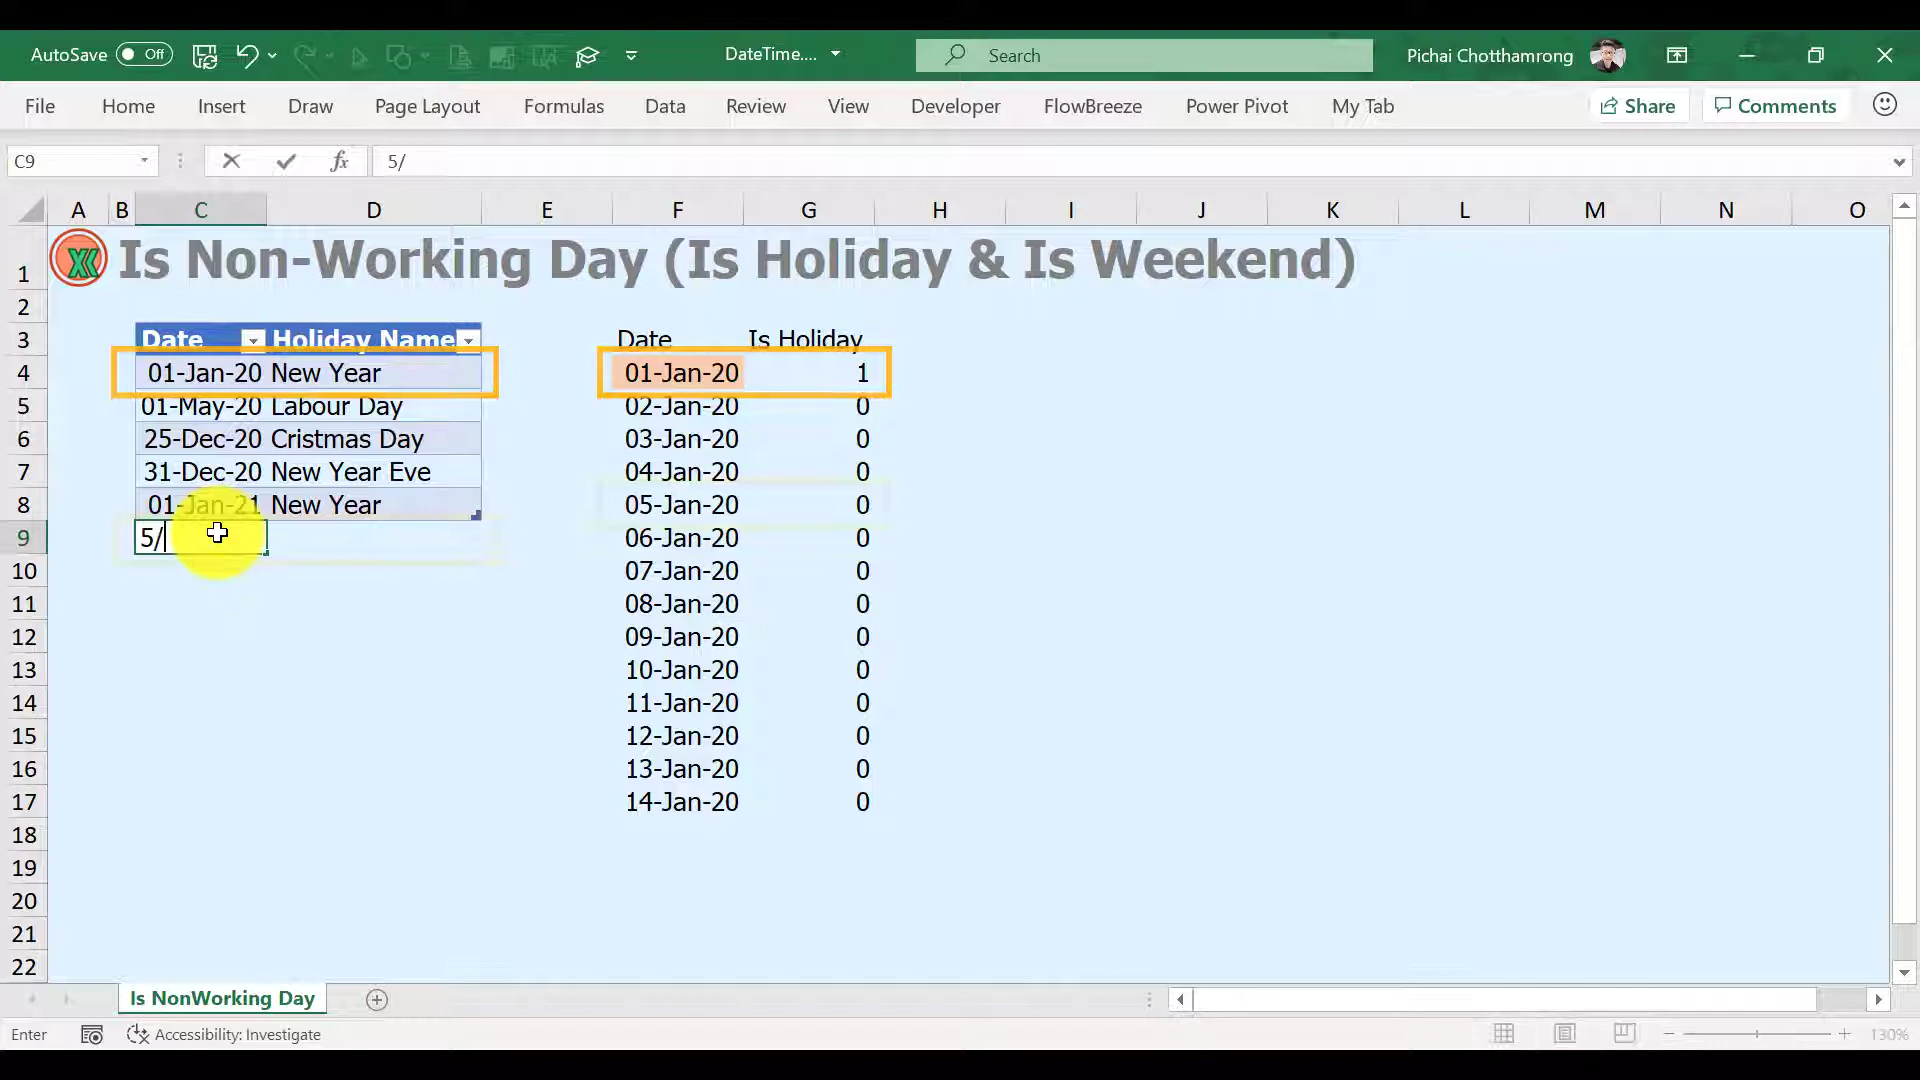 AutoSave Off DateTime.... Search Pichai Chotthamrong
File Home Insert Draw Page Layout Formulas Data Review View Developer FlowBreeze Power Pivot My Tab Share Comments
C9 fx 5/
A B C D E F G H I J K L M N O
1 Is Non-Working Day (Is Holiday & Is Weekend)
2
3 Date Holiday Name Date Is Holiday
4 01-Jan-20 New Year 01-Jan-20 1
5 01-May-20 Labour Day 02-Jan-20 0
6 25-Dec-20 Cristmas Day 03-Jan-20 0
7 31-Dec-20 New Year Eve 04-Jan-20 0
8 01-Jan-21 New Year 05-Jan-20 0
9 5/ 06-Jan-20 0
10 07-Jan-20 0
11 08-Jan-20 0
12 09-Jan-20 0
13 10-Jan-20 0
14 11-Jan-20 0
15 12-Jan-20 0
16 13-Jan-20 0
17 14-Jan-20 0
18
19
20
21
22
Is NonWorking Day
Enter Accessibility: Investigate 130%